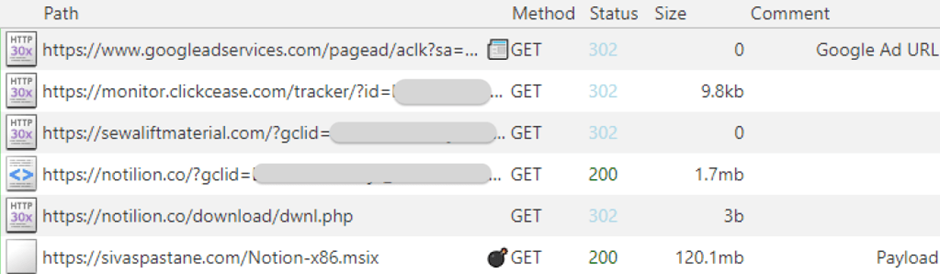 Path Method Status Size Comment
HTTP 30x https://www.googleadservices.com/pagead/aclk?sa=... GET 302 0 Google Ad URL
HTTP 30x https://monitor.clickcease.com/tracker/?id= ... GET 302 9.8kb
HTTP 30x https://sewaliftmaterial.com/?gclid= ... GET 302 0
<> https://notilion.co/?gclid= ... GET 200 1.7mb
HTTP 30x https://notilion.co/download/dwnl.php GET 302 3b
https://sivaspastane.com/Notion-x86.msix GET 200 120.1mb Payload